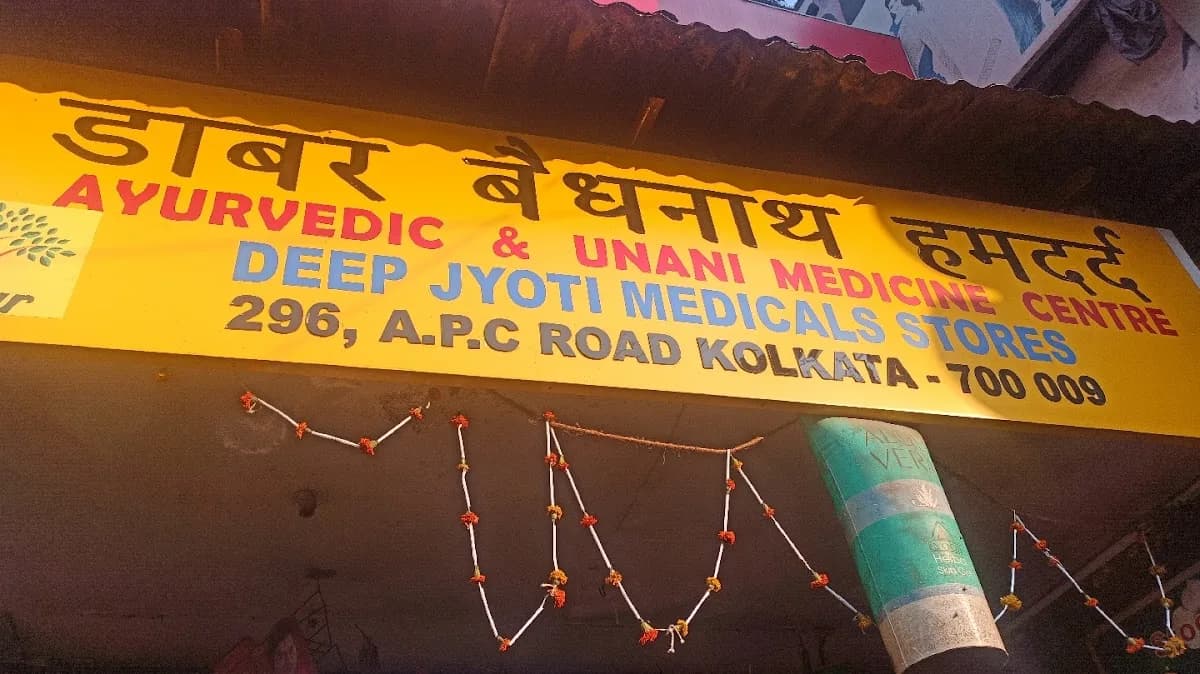 डाबर बैधनाथ हमदर्द
AYURVEDIC & UNANI MEDICINE CENTRE
DEEP JYOTI MEDICALS STORES
296, A.P.C ROAD KOLKATA - 700 009